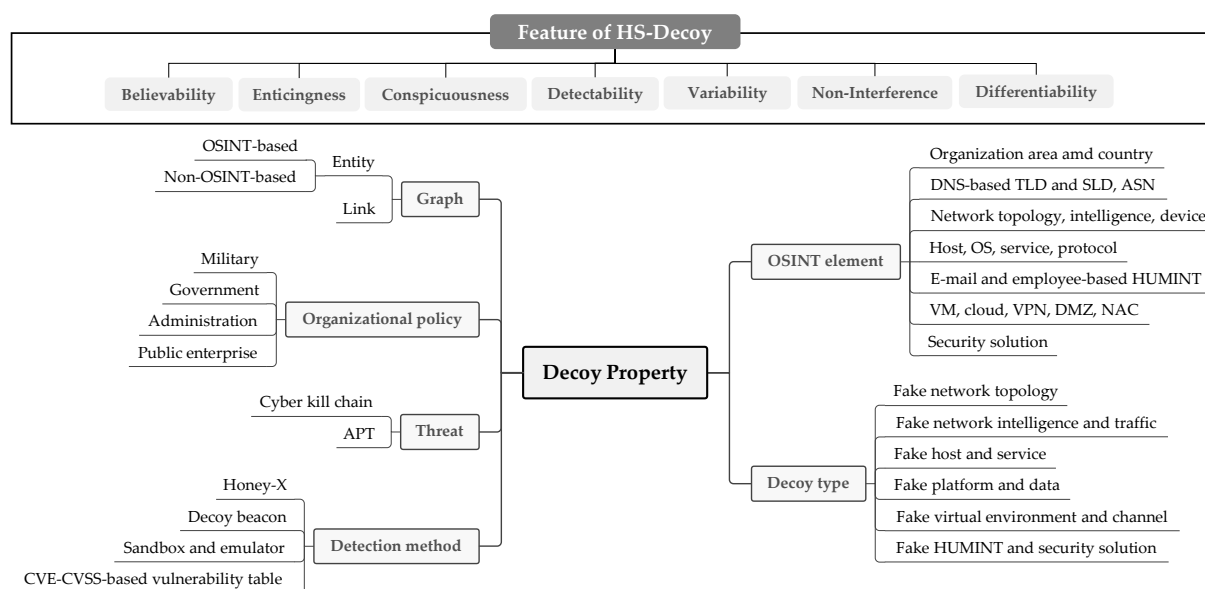 Feature of HS-Decoy
Believability
Enticingness
Conspicuousness
Detectability
Variability
Non-Interference
Differentiability
OSINT-based
Non-OSINT-based
Entity
Link
Graph
Military
Government
Administration
Public enterprise
Organizational policy
Cyber kill chain
APT
Threat
Honey-X
Decoy beacon
Sandbox and emulator
CVE-CVSS-based vulnerability table
Detection method
Decoy Property
OSINT element
Organization area amd country
DNS-based TLD and SLD, ASN
Network topology, intelligence, device
Host, OS, service, protocol
E-mail and employee-based HUMINT
VM, cloud, VPN, DMZ, NAC
Security solution
Decoy type
Fake network topology
Fake network intelligence and traffic
Fake host and service
Fake platform and data
Fake virtual environment and channel
Fake HUMINT and security solution